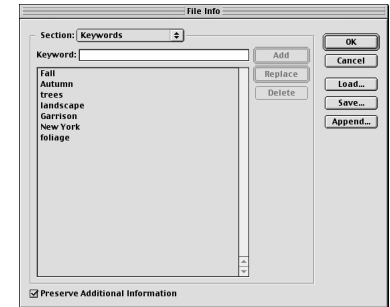 File Info
Section: Keywords
Keyword:
Fall
Autumn
trees
landscape
Garrison
New York
foliage
Add
Replace
Delete
OK
Cancel
Load...
Save...
Append...
Preserve Additional Information